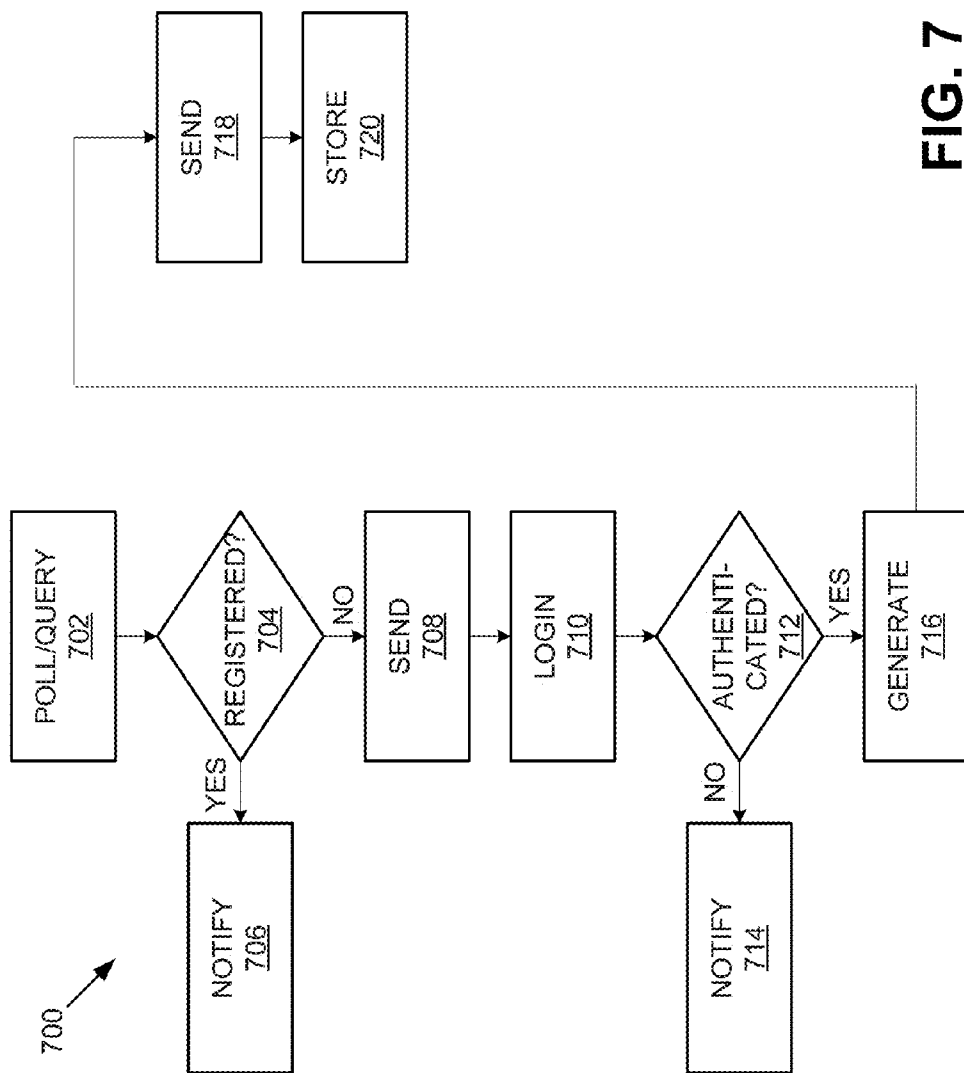 700
POLL/QUERY
702
REGISTERED?
704
YES
NOTIFY
706
NO
SEND
708
LOGIN
710
AUTHENTI-
CATED?
712
NO
NOTIFY
714
YES
GENERATE
716
SEND
718
STORE
720
FIG. 7